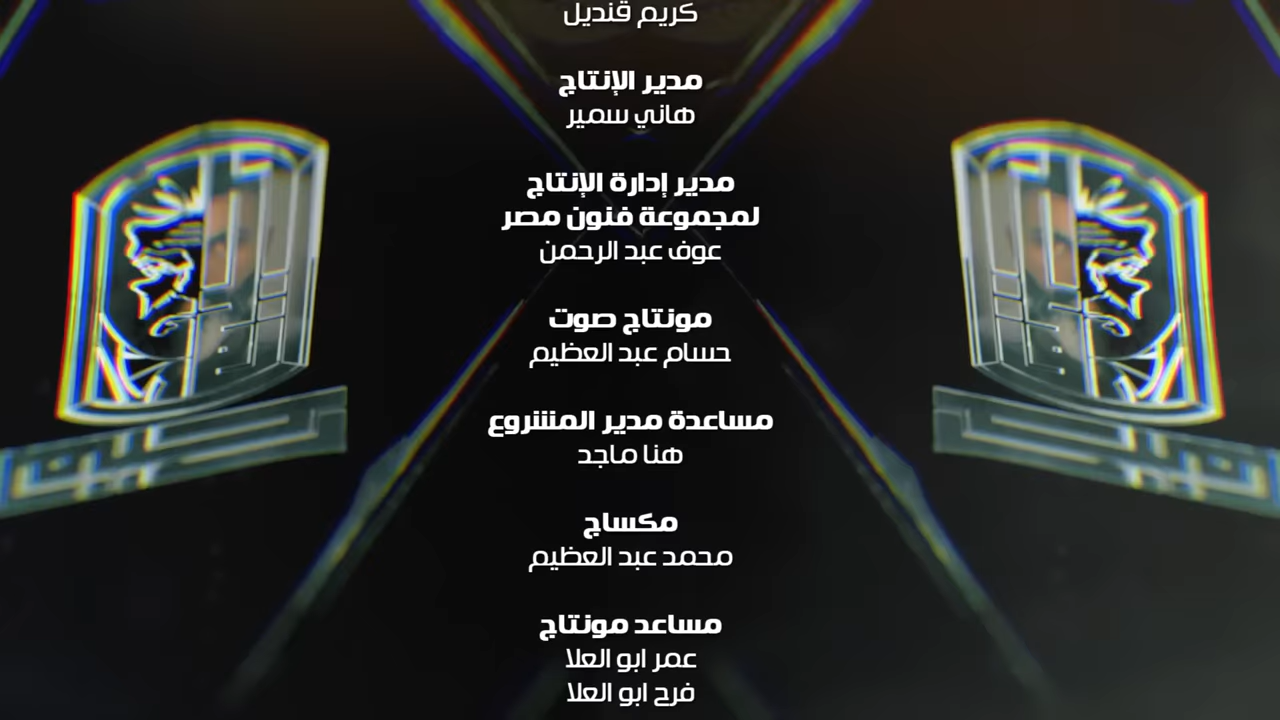 كريم قنديل
مدير الإنتاج
هاني سمير
مدير إدارة الإنتاج
لمجموعة فنون مصر
عوف عبد الرحمن
مونتاج صوت
حسام عبد العظيم
مساعدة مدير المشروع
هنا ماجد
مكساج
محمد عبد العظيم
مساعد مونتاج
عمر ابو العلا
فرح ابو العلا